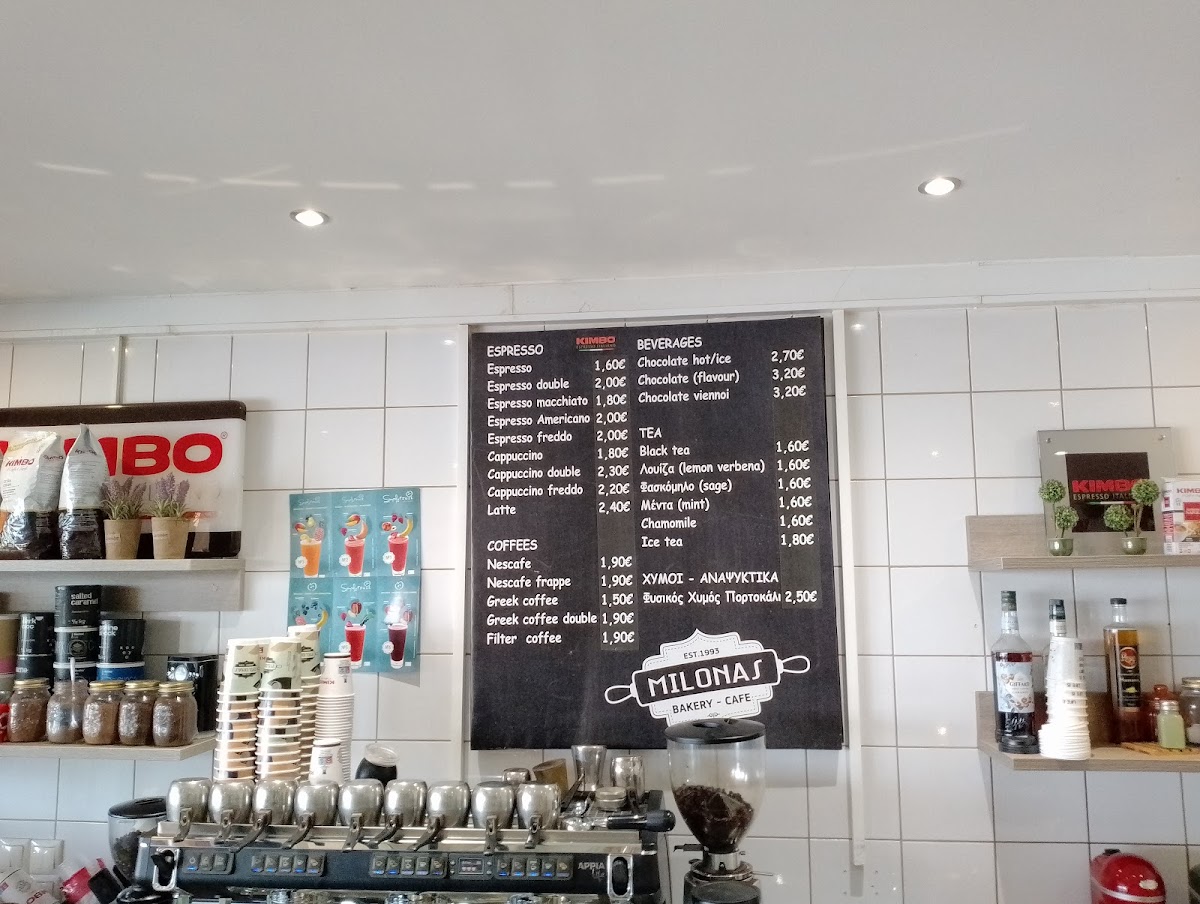 KIMBO
ESPRESSO
Espresso 1,60€
Espresso double 2,00€
Espresso macchiato 1,80€
Espresso Americano 2,00€
Espresso freddo 2,00€
Cappuccino 1,80€
Cappuccino double 2,30€
Cappuccino freddo 2,20€
Latte 2,40€
COFFEES
Nescafe 1,90€
Nescafe frappe 1,90€
Greek coffee 1,50€
Greek coffee double 1,90€
Filter coffee 1,90€
BEVERAGES
Chocolate hot/ice 2,70€
Chocolate (flavour) 3,20€
Chocolate viennoi 3,20€
TEA
Black tea 1,60€
Λουίζα (lemon verbena) 1,60€
Φασκόμηλο (sage) 1,60€
Μέντα (mint) 1,60€
Chamomile 1,60€
Ice tea 1,80€
ΧΥΜΟΙ - ΑΝΑΨΥΚΤΙΚΑ
Φυσικός Χυμός Πορτοκάλι 2,50€
EST.1993
MILONAS
BAKERY - CAFE
MBO
KIMBO
salted
caramel
KIMBO
ESPRESSO ITALIANO
KIMBO
APPIA